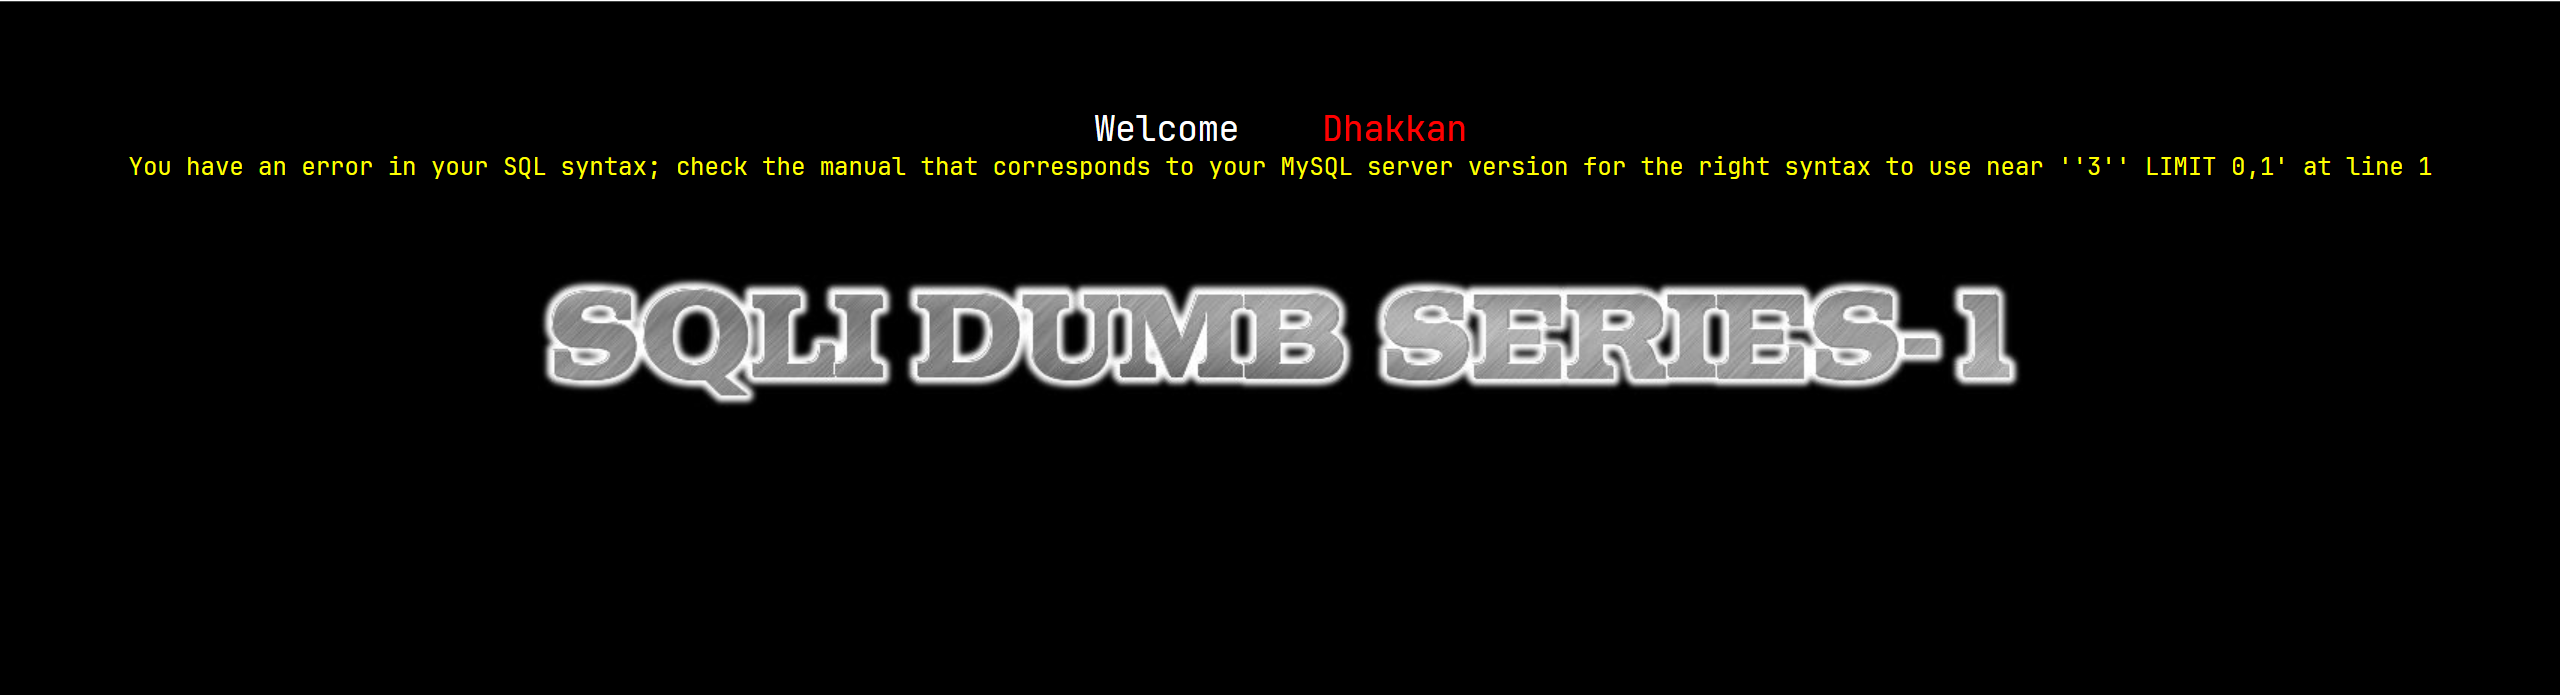 Welcome Dhakkan
You have an error in your SQL syntax; check the manual that corresponds to your MySQL server version for the right syntax to use near ''3'' LIMIT 0,1' at line 1
SQLI DUMB SERIES-1